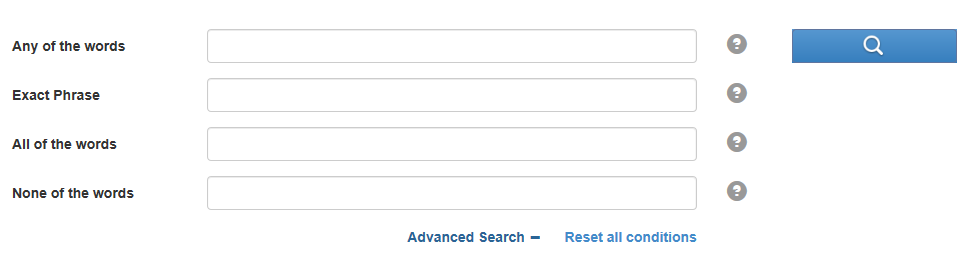 Any of the words
Exact Phrase
All of the words
None of the words
Advanced Search – Reset all conditions